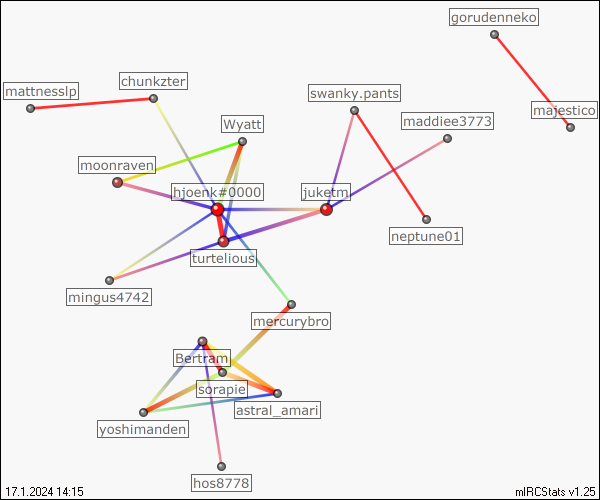 gorudenneko
mattnesslp
chunkzter
swanky.pants
majestico
Wyatt
maddiee3773
moonraven
hjoenk#0000
juketm
neptune01
turtelious
mingus4742
mercurybro
Bertram
sorapie
astral_amari
yoshimanden
hos8778
17.1.2024 14:15
mIRCStats v1.25